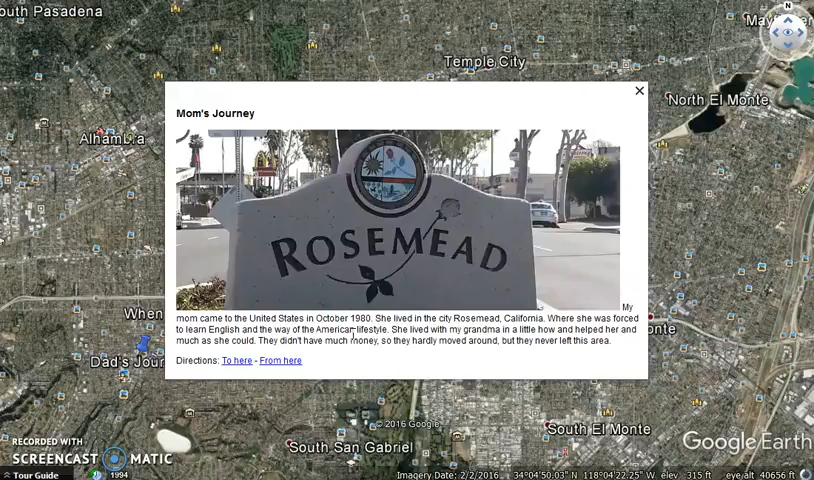 outh Pasadena
N
Temple City
North El Monte
Alhambra
Mom's Journey
ROSEMEAD
My
mom came to the United States in October 1980. She lived in the city Rosemead, California. Where she was forced
to learn English and the way of the American lifestyle. She lived with my grandma in a little how and helped her and
much as she could. They didn't have much money, so they hardly moved around, but they never left this area.
Directions: To here - From here
When
onte
Dad's Jour
© 2016 Google
South El Monte
South San Gabriel
Google Earth
RECORDED WITH
SCREENCAST MATIC
Tour Guide
1994
Imagery Date: 2/2/2016 34°04'50.03" N 118°04'22.25" W elev 315 ft eye alt 40656 ft